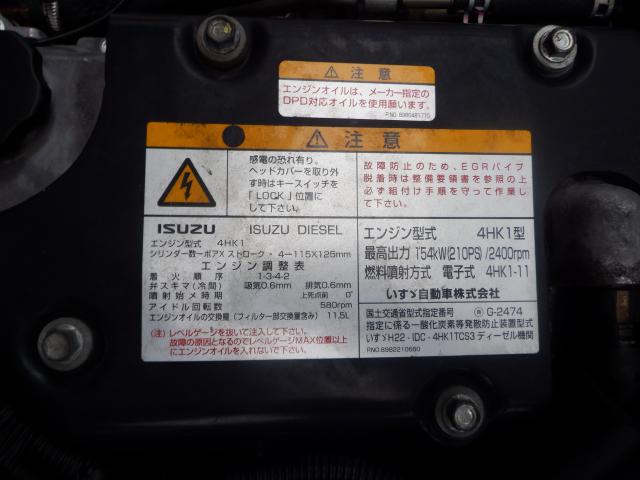 ⚠ 注意
エンジンオイルは、メーカー指定の
DPD対応オイルを使用願います。
P.NO 8980481770
⚠ 注意
感電の恐れ有り。
ヘッドカバーを取り外
ず時はキースイッチを
「LOCK」位置に
して下さい。
故障防止のため、EGRパイプ
脱着時は整備要領書を参照の上
必ず組付け手順を守って作業し
て下さい。
ISUZU ISUZU DIESEL
エンジン型式 4HK1
シリンダー数−ボアX ストローク・ 4−115X125mm
エンジン調整表
着火順序 1-3-4-2
弁スキマ(冷間) 吸気0.6mm 排気0.6mm
噴射始メ時期 上死点前 0°
アイドル回転数 580rpm
エンジンオイルの交換量(フィルター部交換量含み) 11.5L
(注)レベルゲージを抜いて注入して下さい。
故障の原因となるのでレベルゲージMAX位置以上
にエンジンオイルを入れないで下さい。
エンジン型式 4HK1型
最高出力 154kW(210PS)/2400rpm
燃料噴射方式 電子式 4HK1-11
いすゞ自動車株式会社
国土交通省型式指定番号 G-2474
指定に係る一酸化炭素等発散防止装置型式
いすゞH22・IDC・4HK1TCS3 ディーゼル機関
P.NO 8982210660